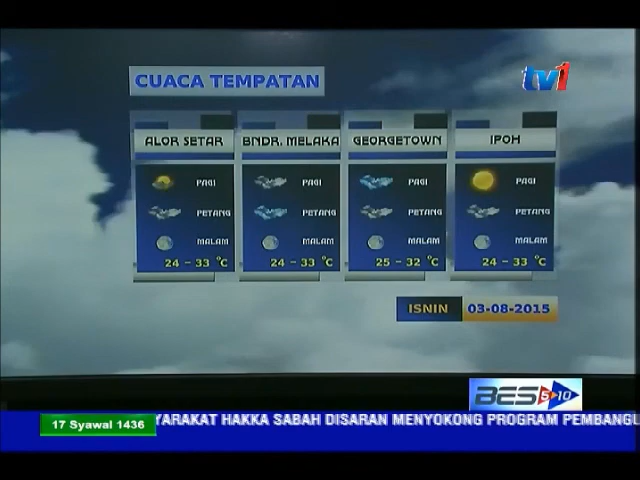 CUACA TEMPATAN
tv1
ALOR SETAR
PAGI
PETANG
MALAM
24 - 33 °C
BNDR. MELAKA
PAGI
PETANG
MALAM
24 - 33 °C
GEORGETOWN
PAGI
PETANG
MALAM
25 - 32 °C
IPOH
PAGI
PETANG
MALAM
24 - 33 °C
ISNIN 03-08-2015
BES 5 10
17 Syawal 1436 YARAKAT HAKKA SABAH DISARAN MENYOKONG PROGRAM PEMBANGU